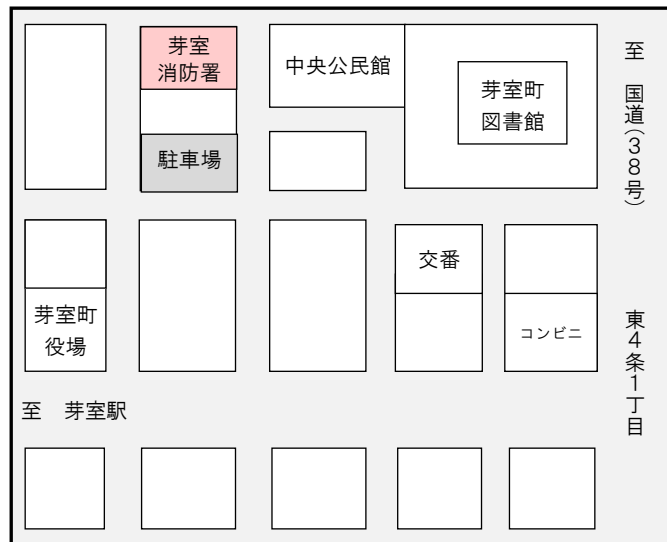 芽室
消防署
中央公民館
芽室町
図書館
駐車場
至　国道(38号)
交番
芽室町
役場
コンビニ
東4条1丁目
至　芽室駅